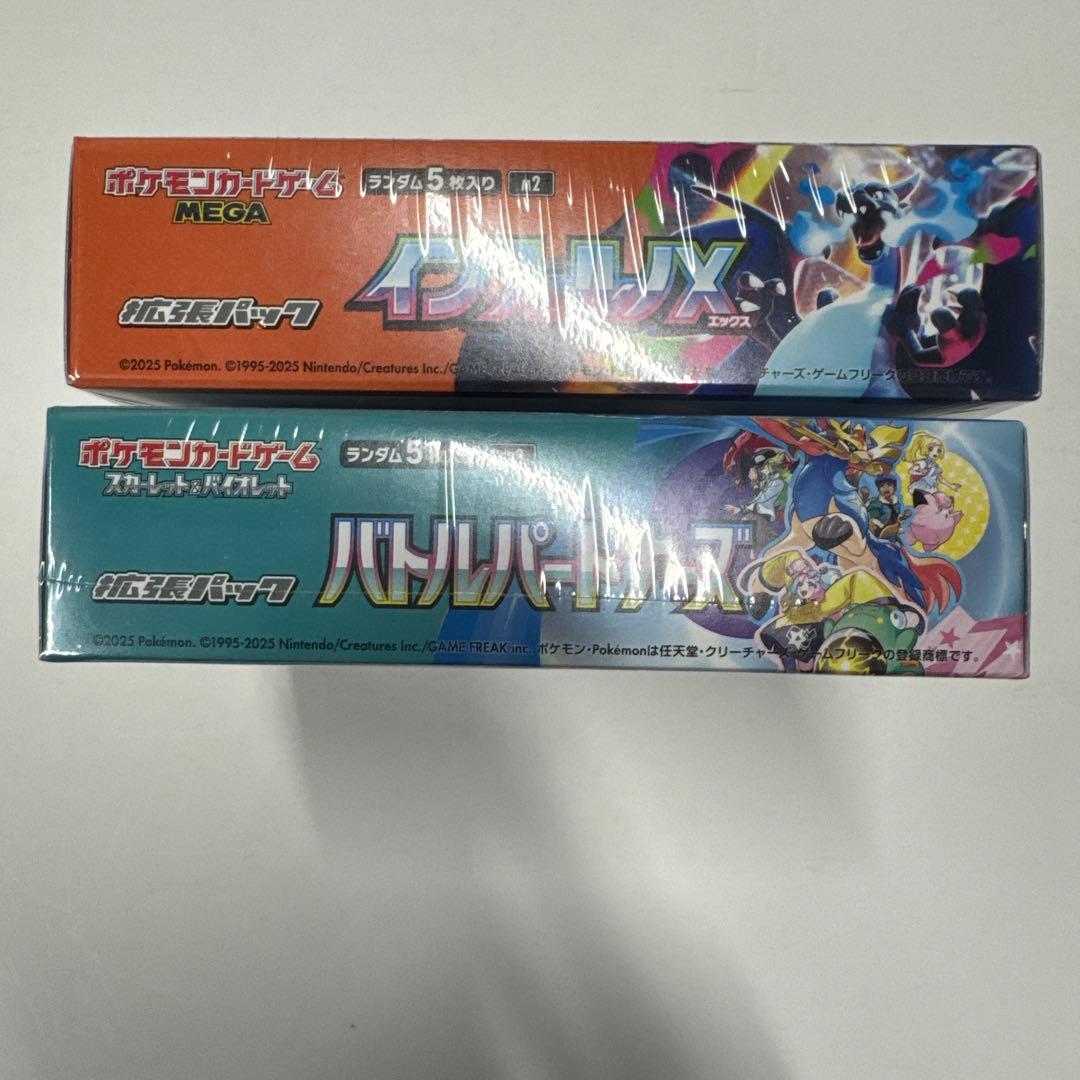 ポケモンカードゲーム
MEGA
ランダム5枚入り
m2
インフェルノX
エックス
拡張パック
©2025 Pokémon. ©1995-2025 Nintendo/Creatures Inc./GAME
チャーズ・ゲームフリークの登録商標です。
ポケモンカードゲーム
スカーレット&バイオレット
ランダム5
バトルパートナーズ
拡張パック
©2025 Pokémon. ©1995-2025 Nintendo/Creatures Inc./GAME FREAK inc. ポケモン・Pokémonは任天堂・クリーチャーズ・ゲームフリークの登録商標です。